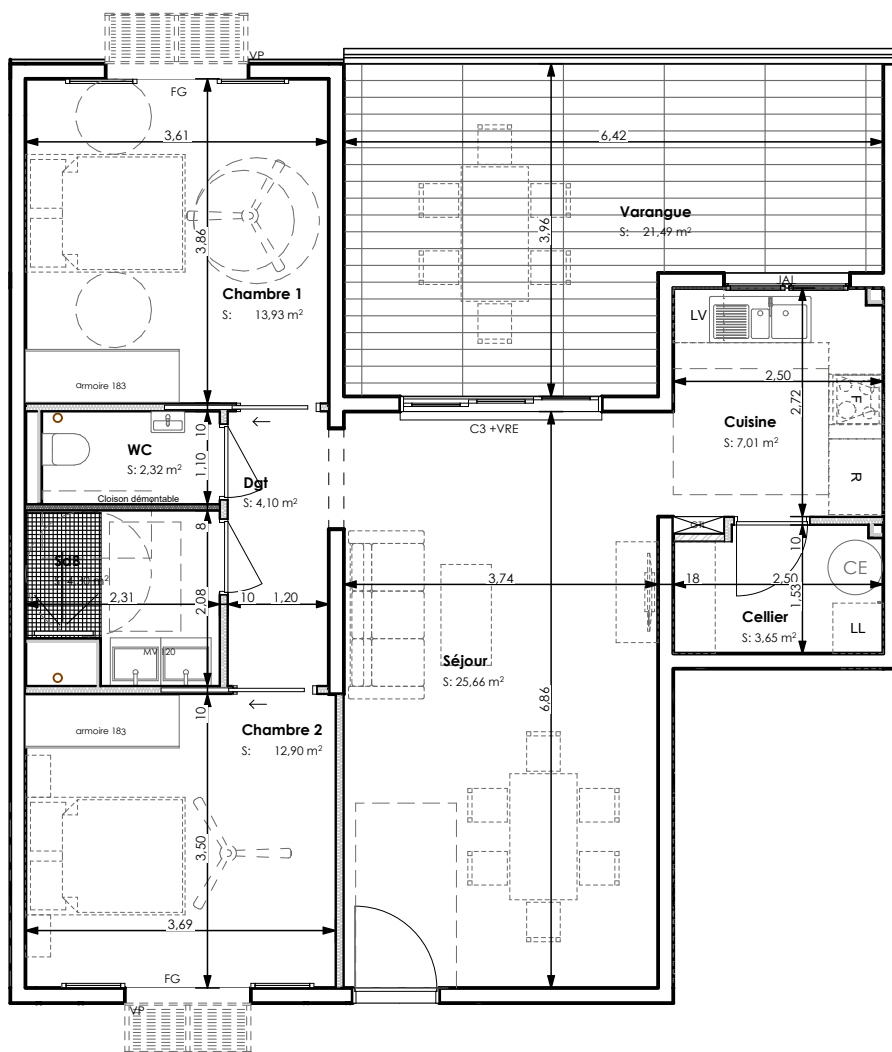 VP
FG
3,61
6,42
3,86
3,96
Varangue
S: 21,49 m²
Chambre 1
S: 13,93 m²
JAL
LV
2,50
2,72
F
Cuisine
S: 7,01 m²
R
armoire 183
C3 +VRE
WC
S: 2,32 m²
10
1,10
Cloison démontable
Dgt
S: 4,10 m²
8
SdB
2,31
2,08
10
1,20
MV 120
3,74
18
2,50
10
1,53
CE
Cellier
S: 3,65 m²
LL
Séjour
S: 25,66 m²
6,86
10
armoire 183
Chambre 2
S: 12,90 m²
3,50
3,69
FG
VP